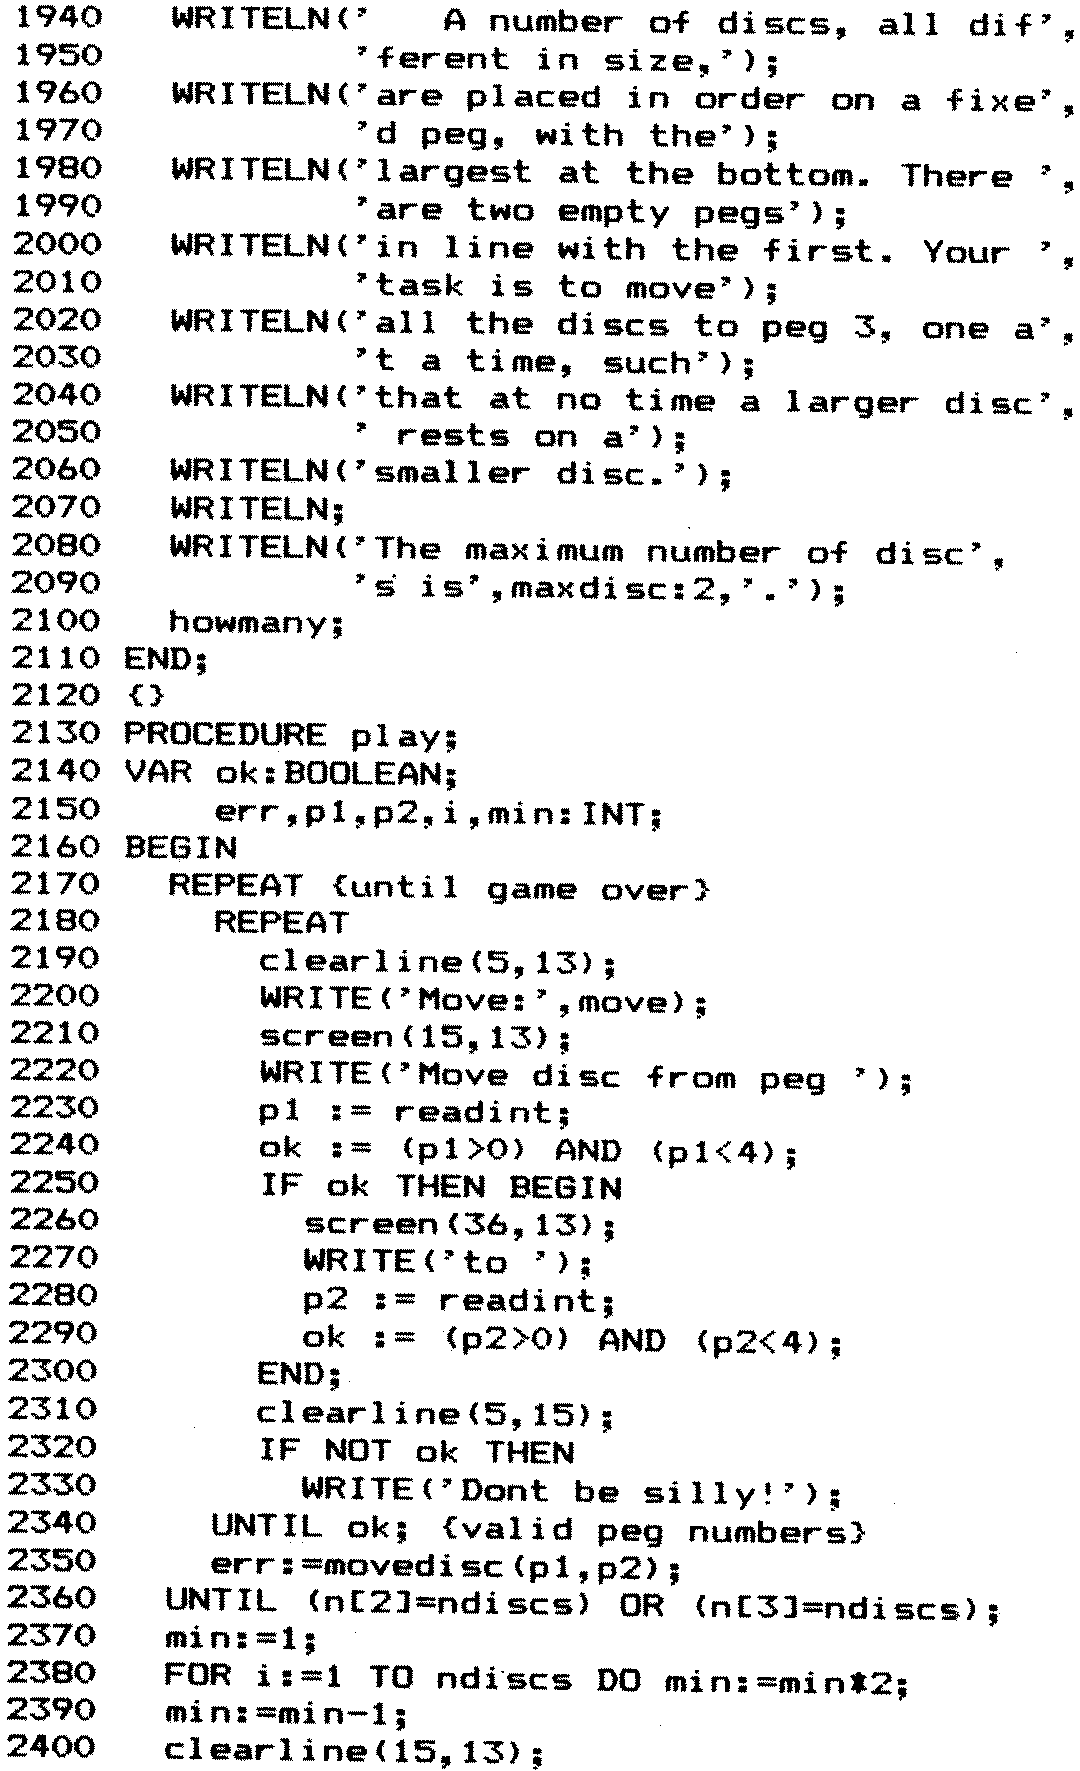 1940   WRITELN('   A number of discs, all dif',
1950           'ferent in size,');
1960   WRITELN('are placed in order on a fixe',
1970           'd peg, with the');
1980   WRITELN('largest at the bottom. There ',
1990           'are two empty pegs');
2000   WRITELN('in line with the first. Your ',
2010           'task is to move');
2020   WRITELN('all the discs to peg 3, one a',
2030           't a time, such');
2040   WRITELN('that at no time a larger disc',
2050           ' rests on a');
2060   WRITELN('smaller disc.');
2070   WRITELN;
2080   WRITELN('The maximum number of disc',
2090           's is',maxdisc:2,'.');
2100   howmany;
2110 END;
2120 {}
2130 PROCEDURE play;
2140 VAR ok:BOOLEAN;
2150     err,p1,p2,i,min:INT;
2160 BEGIN
2170   REPEAT {until game over}
2180     REPEAT
2190       clearline(5,13);
2200       WRITE('Move:',move);
2210       screen(15,13);
2220       WRITE('Move disc from peg ');
2230       p1 := readint;
2240       ok := (p1>0) AND (p1<4);
2250       IF ok THEN BEGIN
2260         screen(36,13);
2270         WRITE('to ');
2280         p2 := readint;
2290         ok := (p2>0) AND (p2<4);
2300       END;
2310       clearline(5,15);
2320       IF NOT ok THEN
2330         WRITE('Dont be silly!');
2340     UNTIL ok; {valid peg numbers}
2350     err:=movedisc(p1,p2);
2360   UNTIL (n[2]=ndiscs) OR (n[3]=ndiscs);
2370   min:=1;
2380   FOR i:=1 TO ndiscs DO min:=min*2;
2390   min:=min-1;
2400   clearline(15,13);